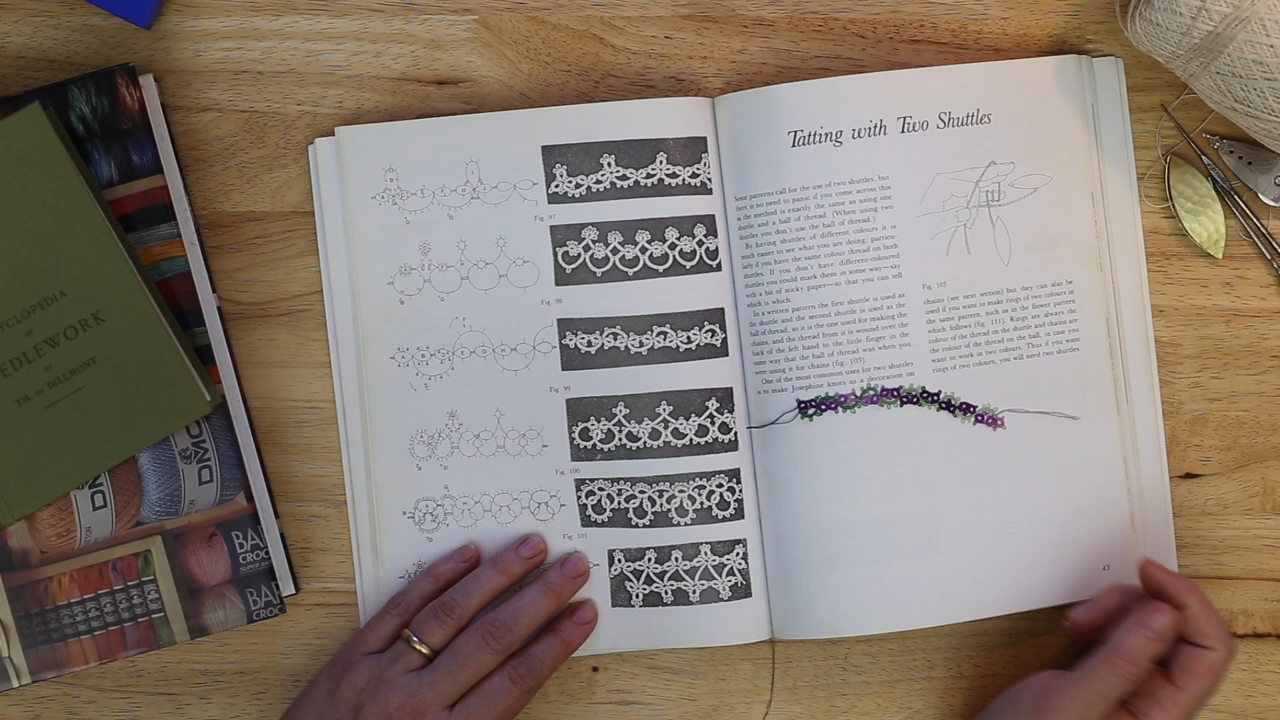 CYCLOPEDIA
OF
EDLEWORK
BY
TH. DE DILLMONT
DMC
DMC
Fig. 97
Fig. 98
Fig. 99
Fig. 100
Fig. 101
Tatting with Two Shuttles
Some patterns call for the use of two shuttles, but
there is no need to panic if you come across this
as the method is exactly the same as using one
shuttle and a ball of thread. (When using two
shuttles you don't use the ball of thread.)
By having shuttles of different colours it is
much easier to see what you are doing, particu-
larly if you have the same colour thread on both
shuttles. If you don't have different-coloured
shuttles you could mark them in some way—say
with a bit of sticky paper—so that you can tell
which is which.
In a written pattern the first shuttle is used as
the shuttle and the second shuttle is used as the
ball of thread, so it is the one used for making the
chains, and the thread from it is wound over the
back of the left hand to the little finger in the
same way that the ball of thread was when you
were using it for chains (fig. 103).
One of the most common uses for two shuttles
is to make Josephine knots as a decoration on
Fig. 103
chains (see next section) but they can also be
used if you want to make rings of two colours in
the same pattern, such as in the flower pattern
which follows (fig. 111). Rings are always the
colour of the thread on the shuttle and chains are
the colour of the thread on the ball, in case you
want to work in two colours. Thus if you want
rings of two colours, you will need two shuttles.
43